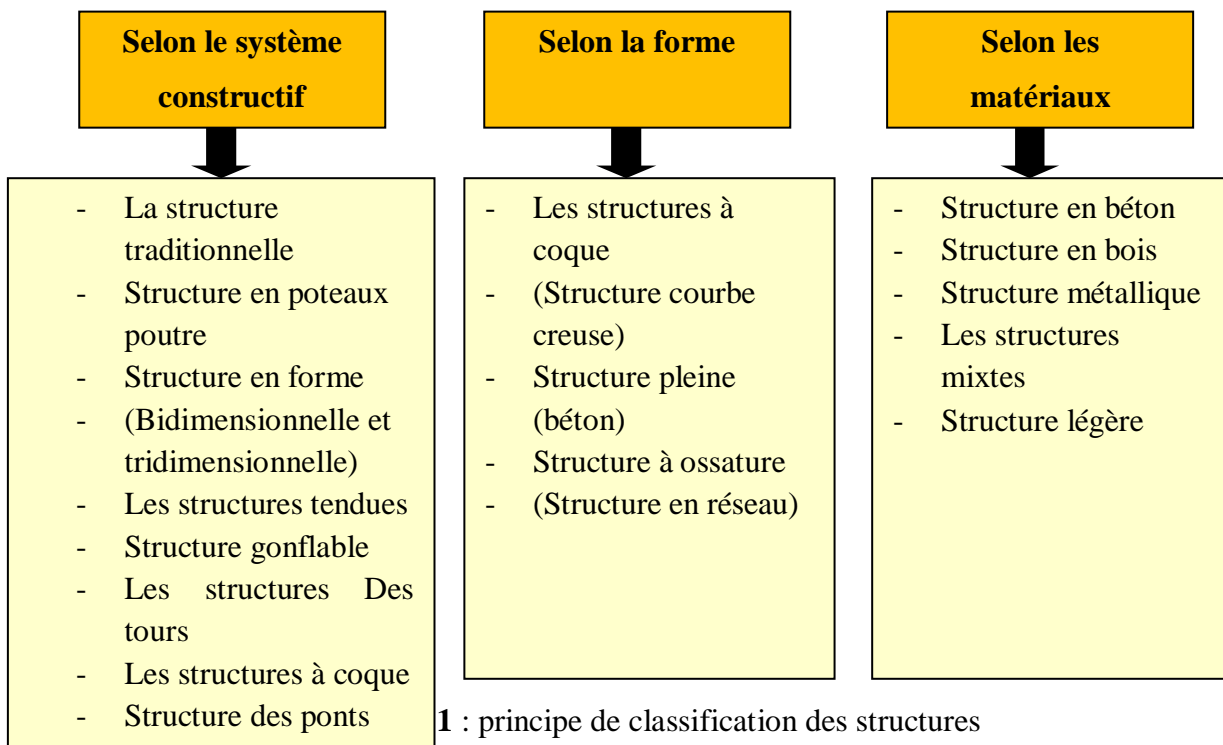 Selon le système
constructif
Selon la forme
Selon les
matériaux
- La structure
traditionnelle
- Structure en poteaux
poutre
- Structure en forme
- (Bidimensionnelle et
tridimensionnelle)
- Les structures tendues
- Structure gonflable
- Les structures Des
tours
- Les structures à coque
- Structure des ponts
- Les structures à
coque
- (Structure courbe
creuse)
- Structure pleine
(béton)
- Structure à ossature
- (Structure en réseau)
- Structure en béton
- Structure en bois
- Structure métallique
- Les structures
mixtes
- Structure légère
1 : principe de classification des structures